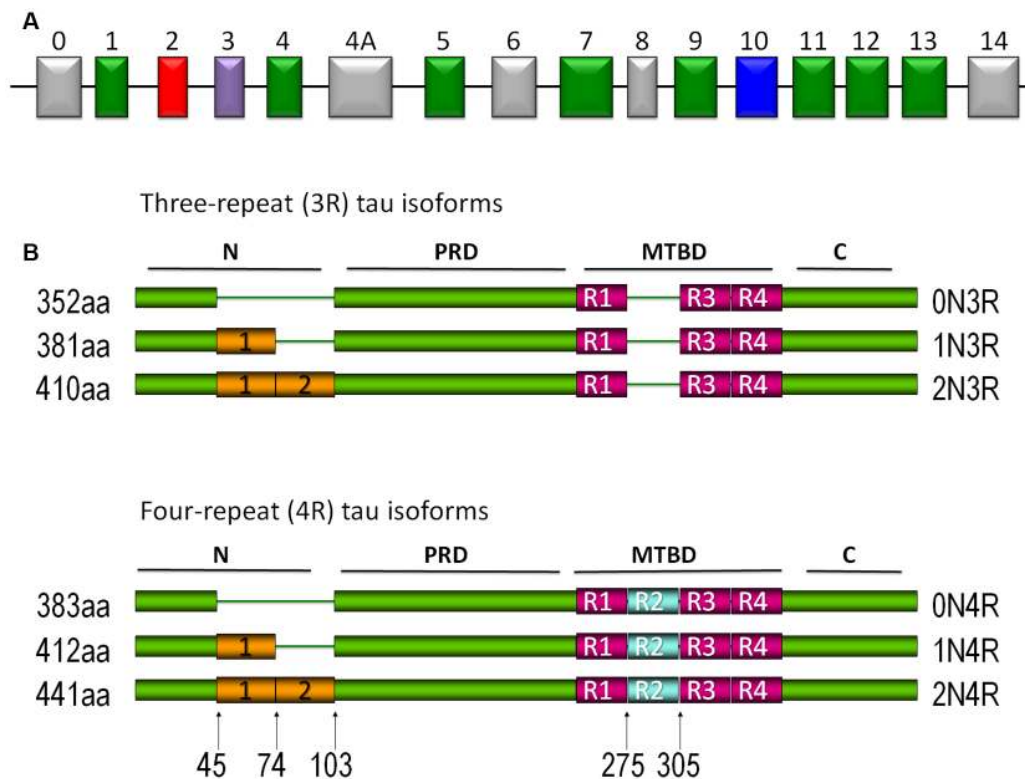 A
0 1 2 3 4 4A 5 6 7 8 9 10 11 12 13 14
Three-repeat (3R) tau isoforms
B
N PRD MTBD C
352aa R1 R3 R4 0N3R
381aa 1 R1 R3 R4 1N3R
410aa 1 2 R1 R3 R4 2N3R
Four-repeat (4R) tau isoforms
N PRD MTBD C
383aa R1 R2 R3 R4 0N4R
412aa 1 R1 R2 R3 R4 1N4R
441aa 1 2 R1 R2 R3 R4 2N4R
45 74 103 275 305